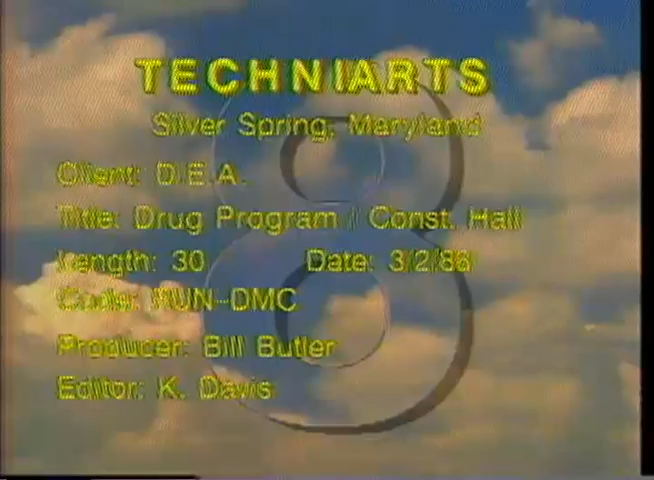 TECHNIARTS
Silver Spring, Maryland
Client: D.E.A.
Title: Drug Program / Const. Hall
Length: 30 Date: 3/2/88
Code: RUN-DMC
Producer: Bill Butler
Editor: K. Davis
8